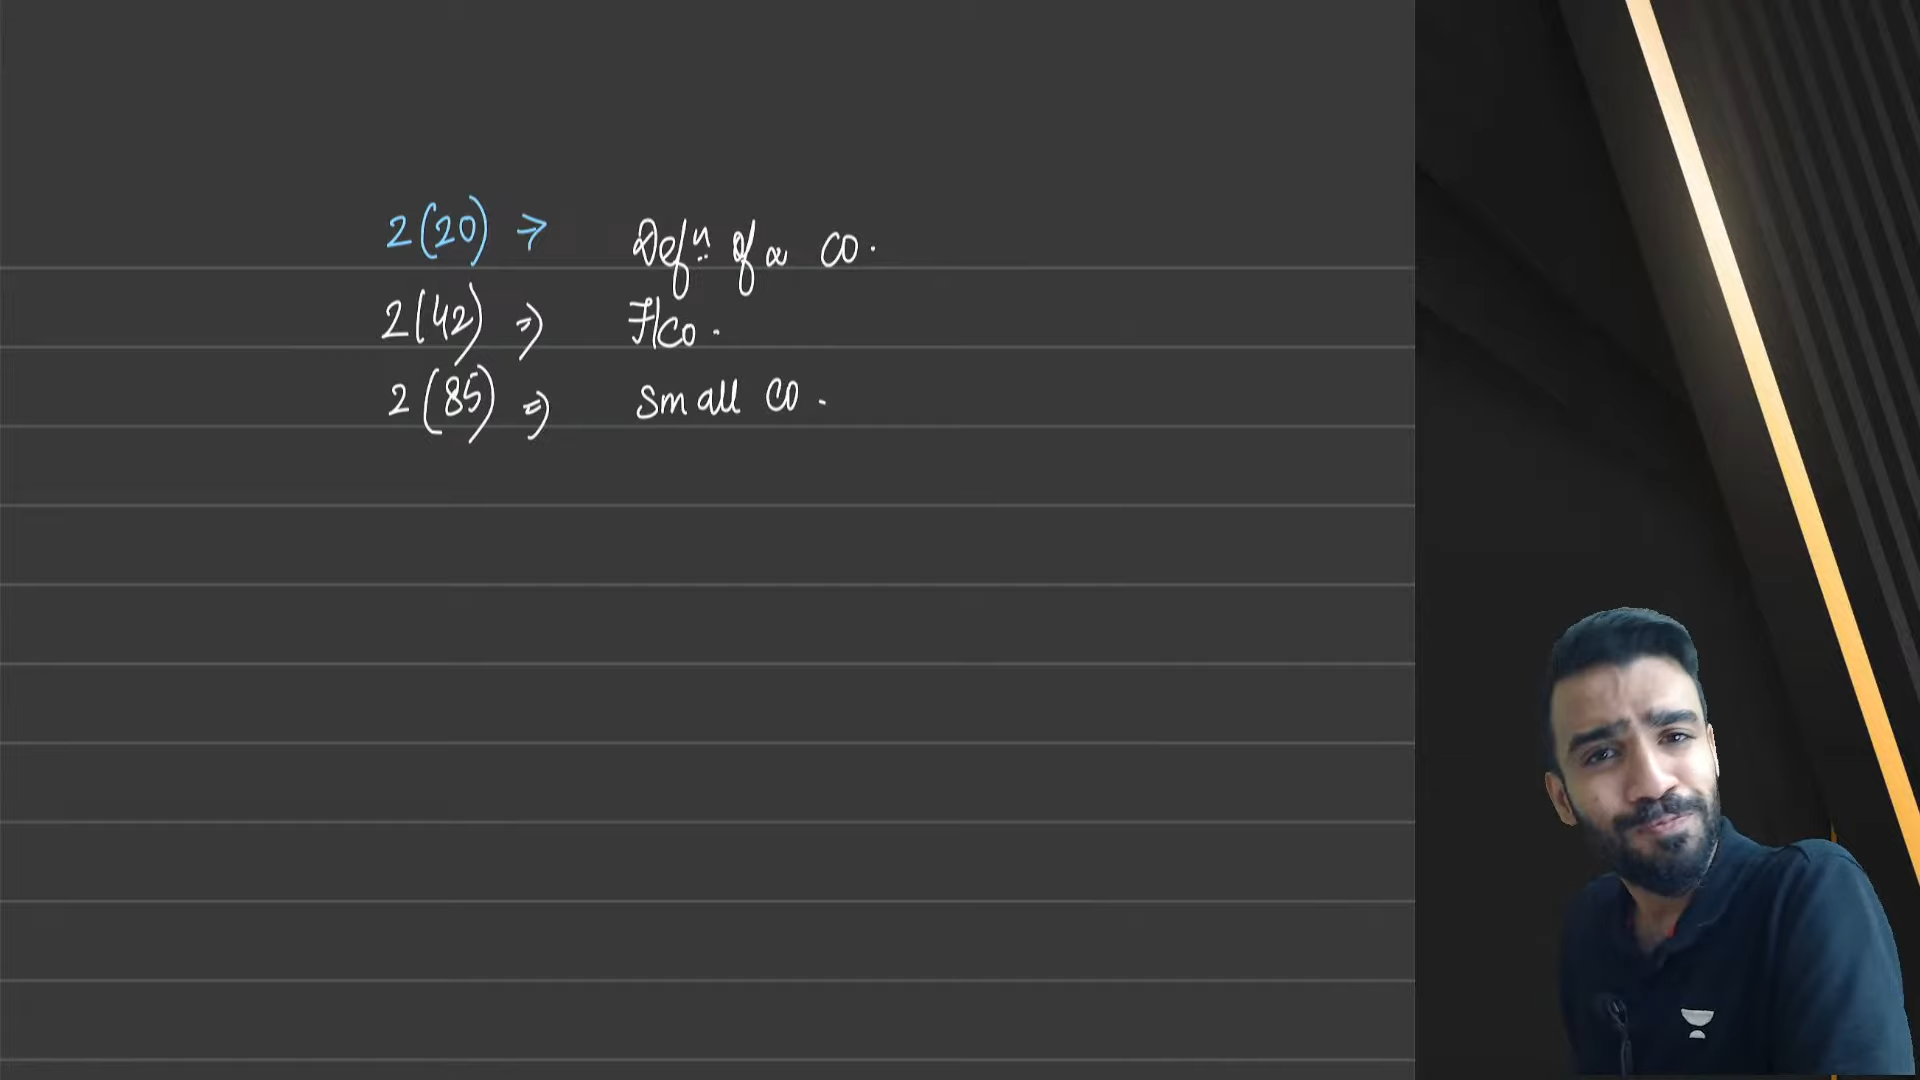 2(20) ⇒ Defn of a CO.
2(42) ⇒ F/Co.
2(85) ⇒ Small CO.